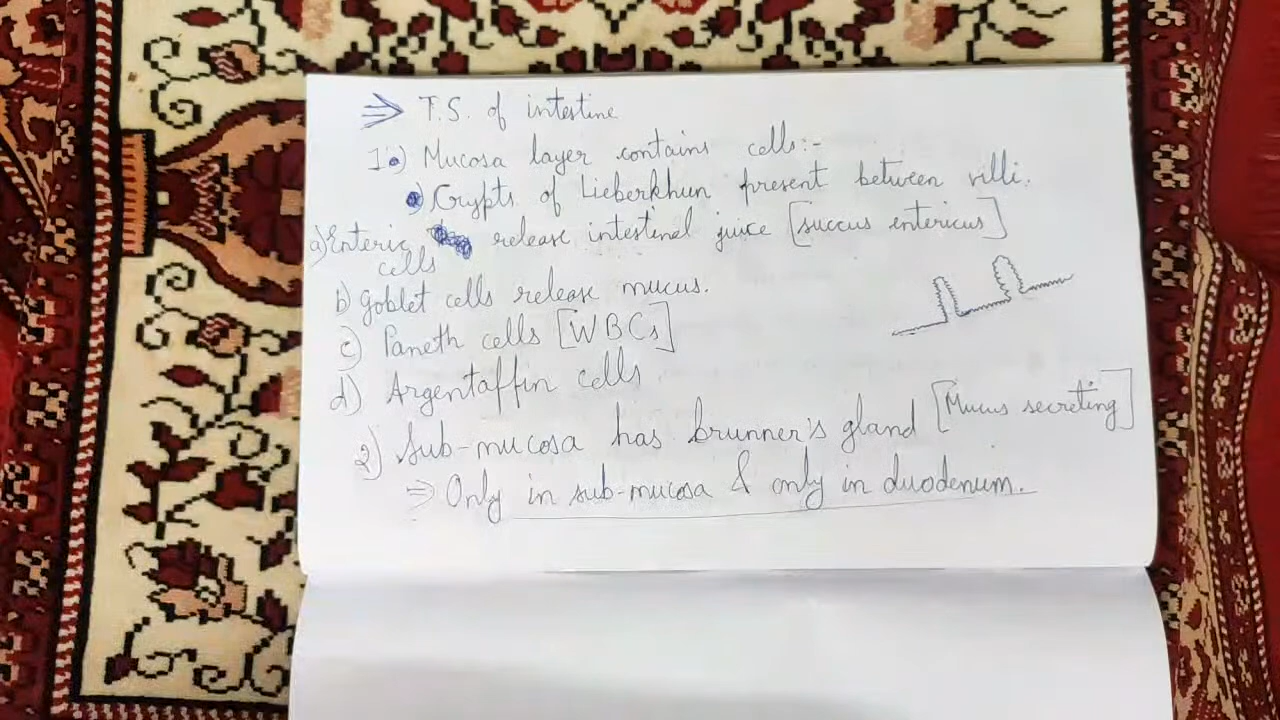 ⇒ T.S. of intestine
1.) Mucosa layer contains cells:-
Crypts of Lieberkhun present between villi.
a) Enteric cells release intestinal juice [succus entericus]
b) Goblet cells release mucus.
c) Paneth cells [WBCs]
d) Argentaffin cells
2) Sub-mucosa has brunner's gland [Mucus secreting]
⇒ Only in sub-mucosa & only in duodenum.